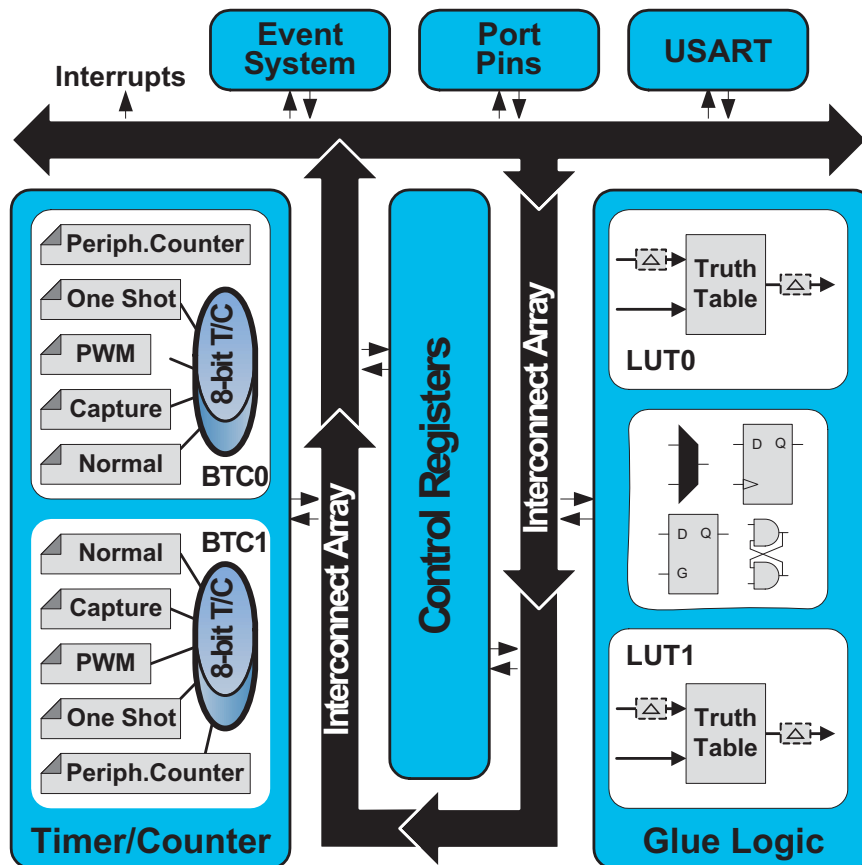 Event
System
Port
Pins
USART
Interrupts
Periph.Counter
One Shot
PWM
Capture
Normal
8-bit T/C
BTC0
Normal
Capture
PWM
One Shot
Periph.Counter
8-bit T/C
BTC1
Timer/Counter
Interconnect Array
Control Registers
Interconnect Array
Truth
Table
LUT0
D Q
D Q
G
LUT1
Truth
Table
Glue Logic